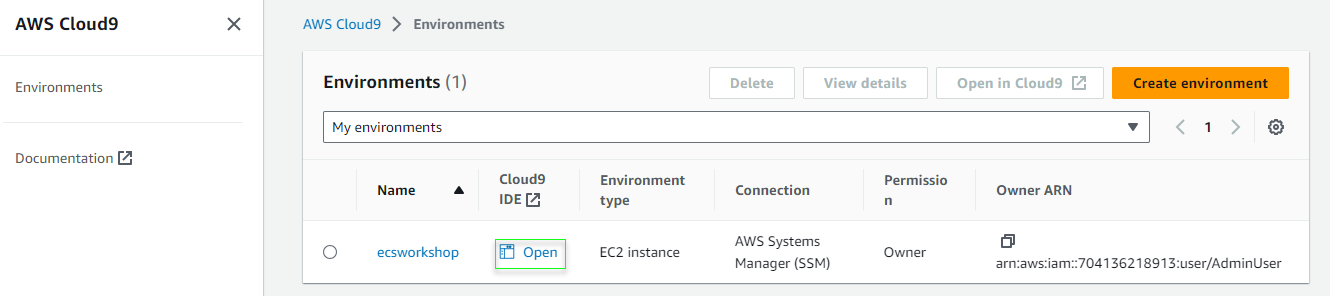 AWS Cloud9
Environments
Documentation
AWS Cloud9 > Environments
Environments (1)
Delete
View details
Open in Cloud9
Create environment
My environments
1
Name
Cloud9
IDE
Environment
type
Connection
Permissio
n
Owner ARN
ecsworkshop
Open
EC2 instance
AWS Systems
Manager (SSM)
Owner
arn:aws:iam::704136218913:user/AdminUser